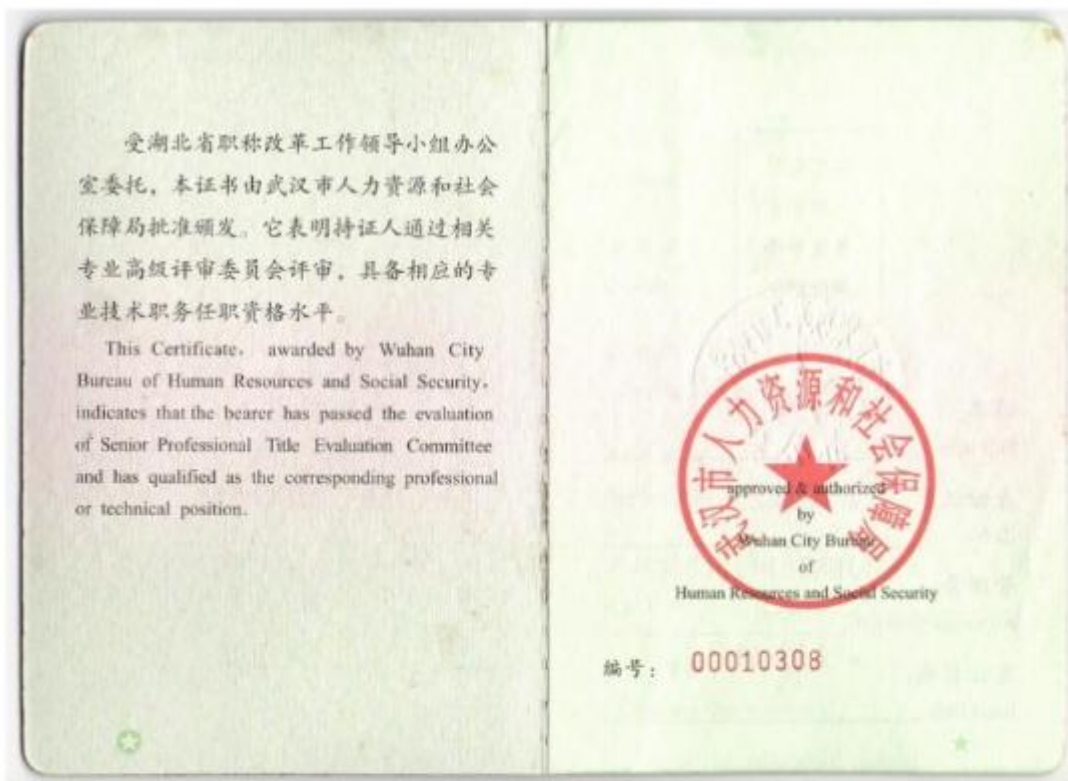 受湖北省职称改革工作领导小组办公
室委托，本证书由武汉市人力资源和社会
保障局批准颁发。它表明持证人通过相关
专业高级评审委员会评审，具备相应的专
业技术职务任职资格水平。
This Certificate, awarded by Wuhan City
Bureau of Human Resources and Social Security,
indicates that the bearer has passed the evaluation
of Senior Professional Title Evaluation Committee
and has qualified as the corresponding professional
or technical position.
武汉市人力资源和社会保障局
approved & authorized
by
Wuhan City Bureau
of
Human Resources and Social Security
编号： 00010308